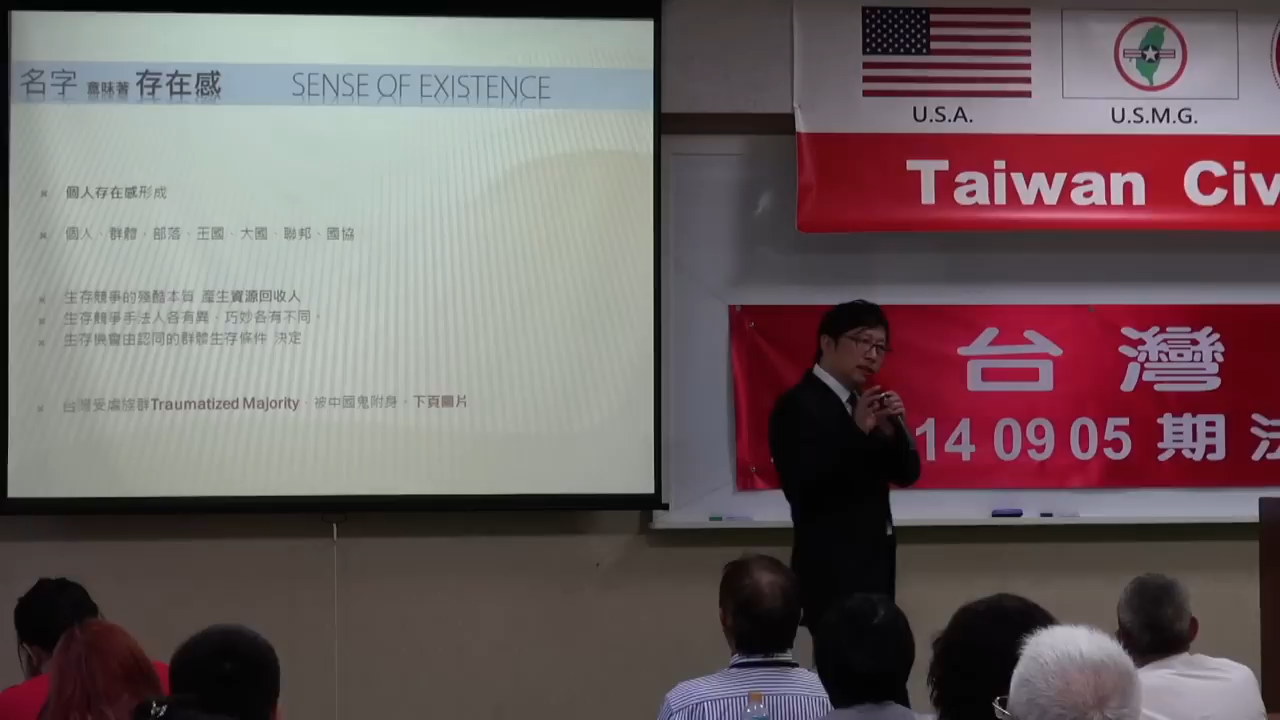 名字 意味著 存在感 SENSE OF EXISTENCE
個人存在感形成
個人、群體、部落、王國、大國、聯邦、國協
生存競爭的殘酷本質 產生資源回收人
生存競爭手法人各有異，巧妙各有不同。
生存機會由認同的群體生存條件 決定
台灣受虐族群Traumatized Majority，被中國鬼附身。下頁圖片
U.S.A.
U.S.M.G.
Taiwan Civ
台灣
14 09 05 期 法